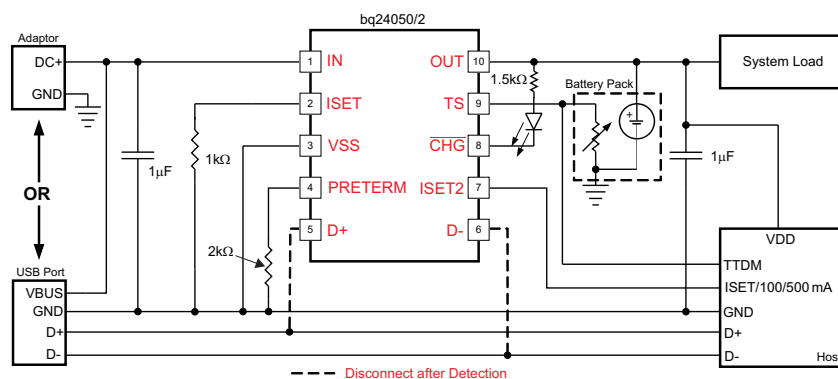 bq24050/2
Adaptor
DC+
GND
OR
USB Port
VBUS
GND
D+
D-
1μF
1kΩ
2kΩ
1 IN
2 ISET
3 VSS
4 PRETERM
5 D+
OUT 10
TS 9
CHG 8
ISET2 7
D- 6
1.5kΩ
Battery Pack
+
1μF
System Load
VDD
TTDM
ISET/100/500 mA
GND
D+
D-
Host
Disconnect after Detection